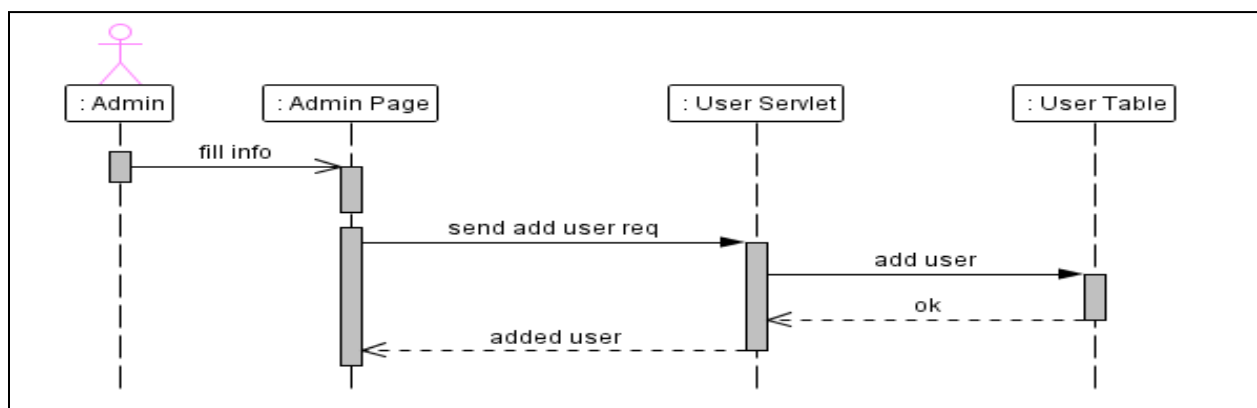 : Admin
: Admin Page
: User Servlet
: User Table
fill info
send add user req
add user
ok
added user